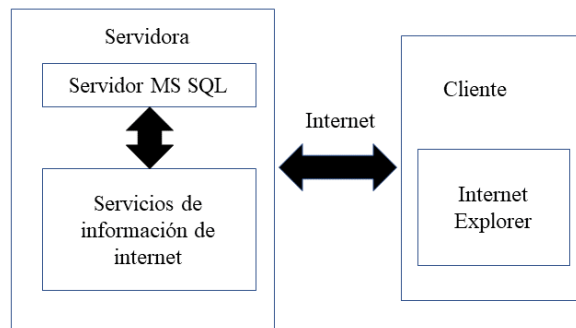 Servidora
Servidor MS SQL
Servicios de
información de
internet
Internet
Cliente
Internet
Explorer